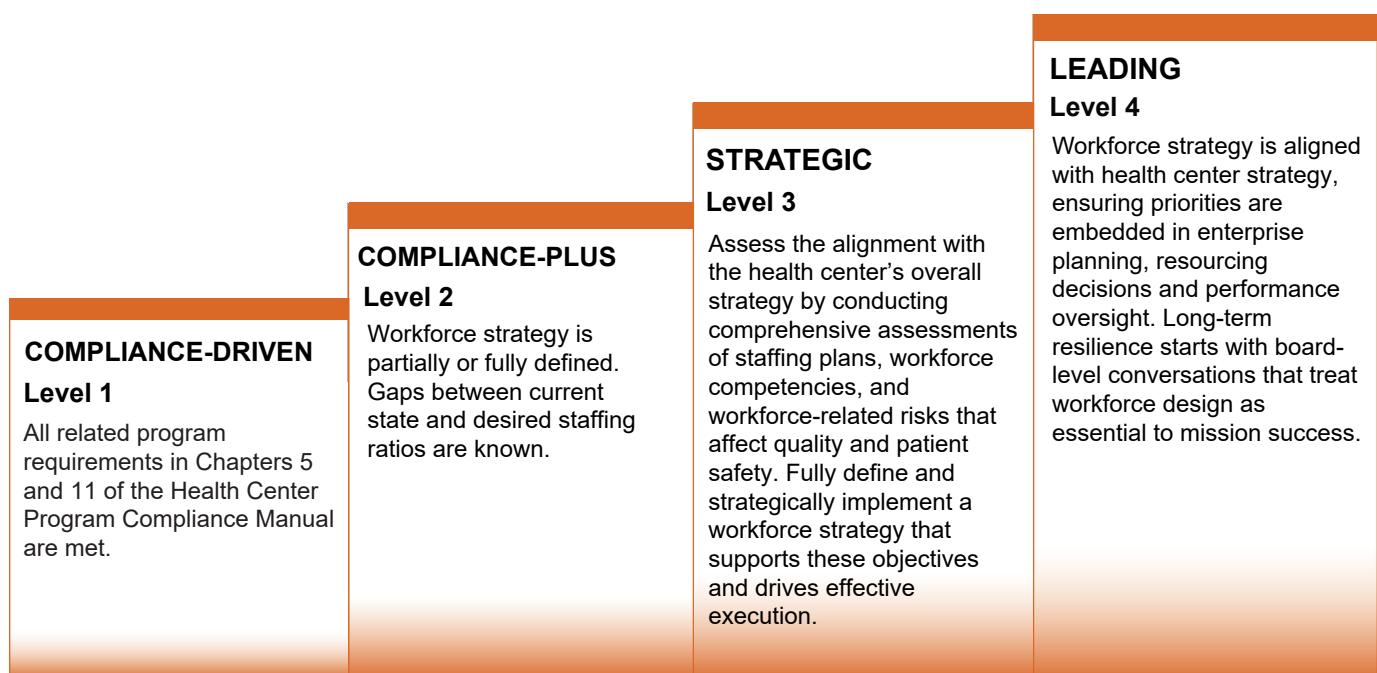 COMPLIANCE-DRIVEN
Level 1
All related program
requirements in Chapters 5
and 11 of the Health Center
Program Compliance Manual
are met.
COMPLIANCE-PLUS
Level 2
Workforce strategy is
partially or fully defined.
Gaps between current
state and desired staffing
ratios are known.
STRATEGIC
Level 3
Assess the alignment with
the health center’s overall
strategy by conducting
comprehensive assessments
of staffing plans, workforce
competencies, and
workforce-related risks that
affect quality and patient
safety. Fully define and
strategically implement a
workforce strategy that
supports these objectives
and drives effective
execution.
LEADING
Level 4
Workforce strategy is aligned
with health center strategy,
ensuring priorities are
embedded in enterprise
planning, resourcing
decisions and performance
oversight. Long-term
resilience starts with board-
level conversations that treat
workforce design as
essential to mission success.